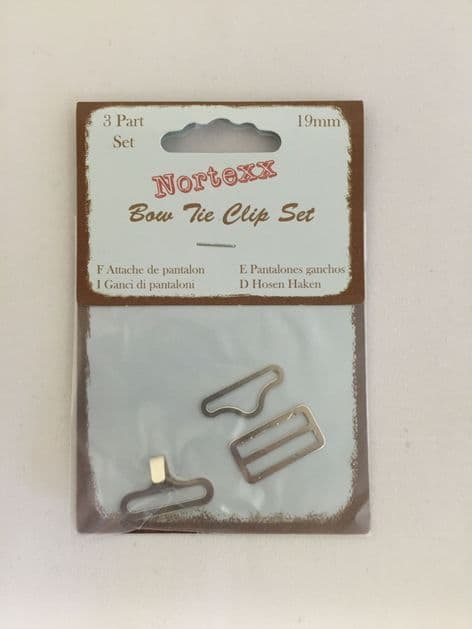 3 Part 19mm
Set
Nortexx
Bow Tie Clip Set
F Attache de pantalon E Pantalones ganchos
I Ganci di pantaloni D Hosen Haken